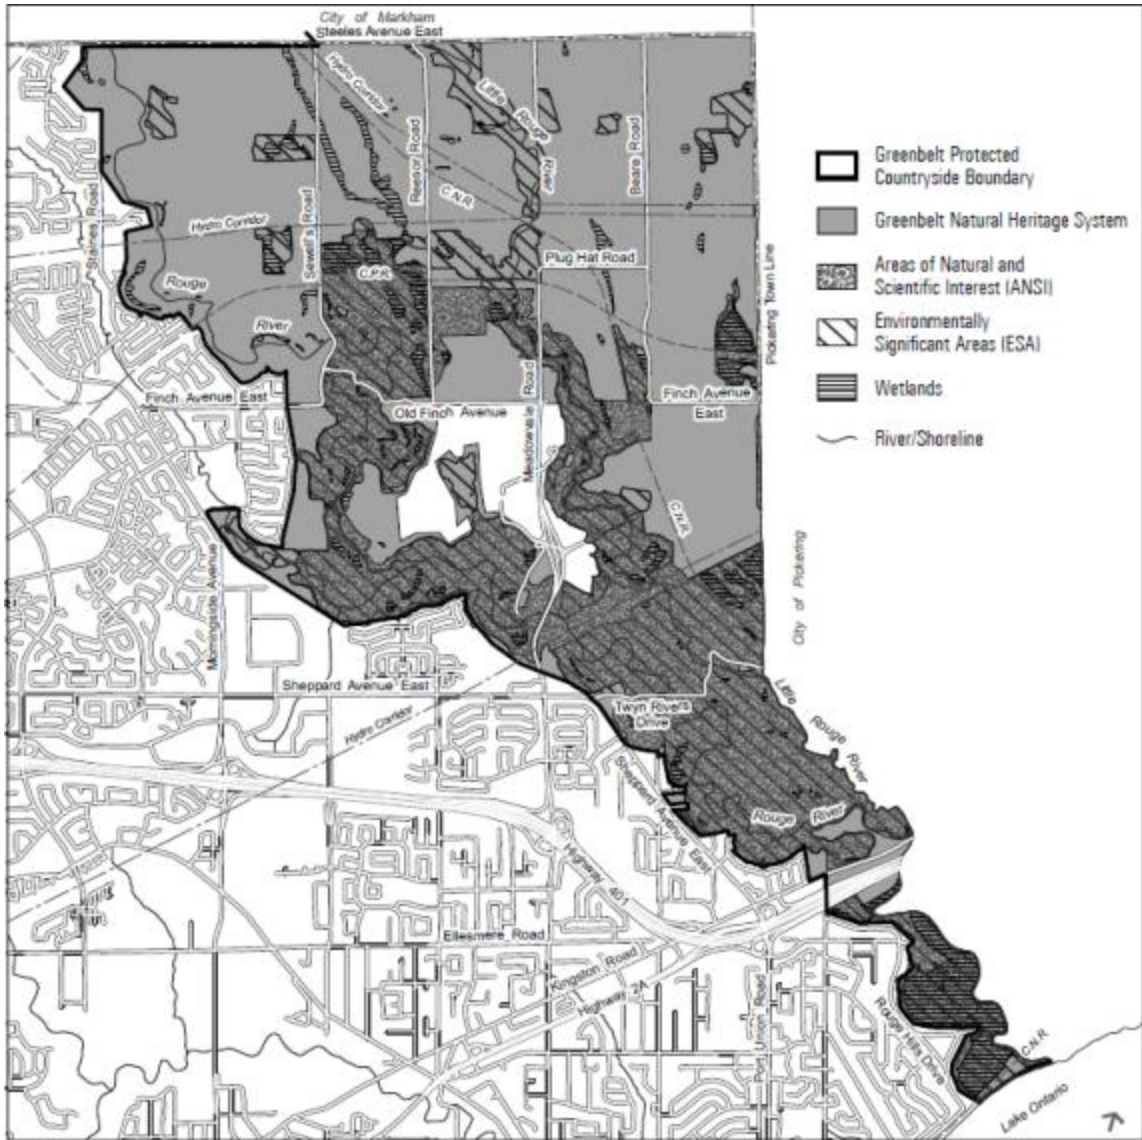 City of Markham
Steeles Avenue East
Hydro Corridor
Little
Rouge
River
Reesor Road
Beare Road
C.N.R.
Staines Road
Hydro Corridor
Sewell's Road
Plug Hat Road
C.P.R.
Pickering Town Line
Rouge
River
Finch Avenue East
Old Finch Avenue
Meadowvale Road
Finch Avenue
East
C.N.R.
City of Pickering
Morningside Avenue
Sheppard Avenue East
Hydro Corridor
Twyn Rivers
Drive
Little
Rouge
River
Sheppard Avenue East
Rouge River
Highway 401
Ellesmere Road
Kingston Road
Highway 2A
Port Union Road
Rouge Hills Drive
C.N.R.
Lake Ontario
Greenbelt Protected
Countryside Boundary
Greenbelt Natural Heritage System
Areas of Natural and
Scientific Interest (ANSI)
Environmentally
Significant Areas (ESA)
Wetlands
River/Shoreline